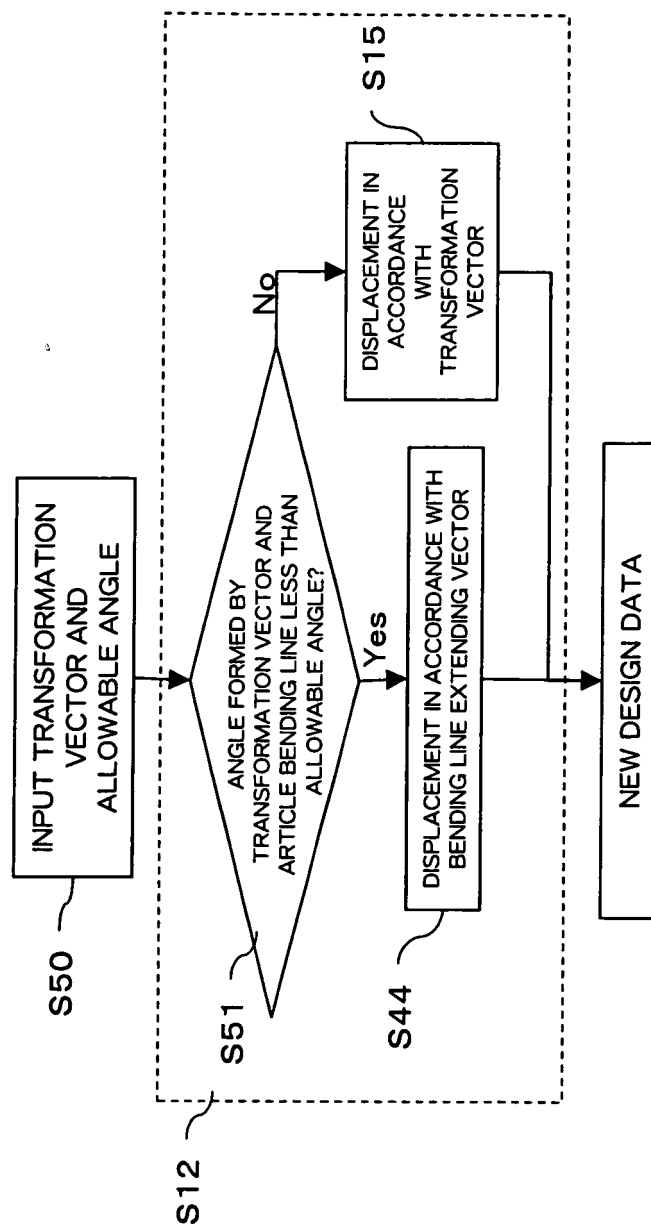 S50
INPUT TRANSFORMATION
VECTOR AND
ALLOWABLE ANGLE
S12
S51
ANGLE FORMED BY
TRANSFORMATION VECTOR AND
ARTICLE BENDING LINE LESS THAN
ALLOWABLE ANGLE?
No
Yes
S15
DISPLACEMENT IN
ACCORDANCE
WITH
TRANSFORMATION
VECTOR
S44
DISPLACEMENT IN ACCORDANCE WITH
BENDING LINE EXTENDING VECTOR
NEW DESIGN DATA